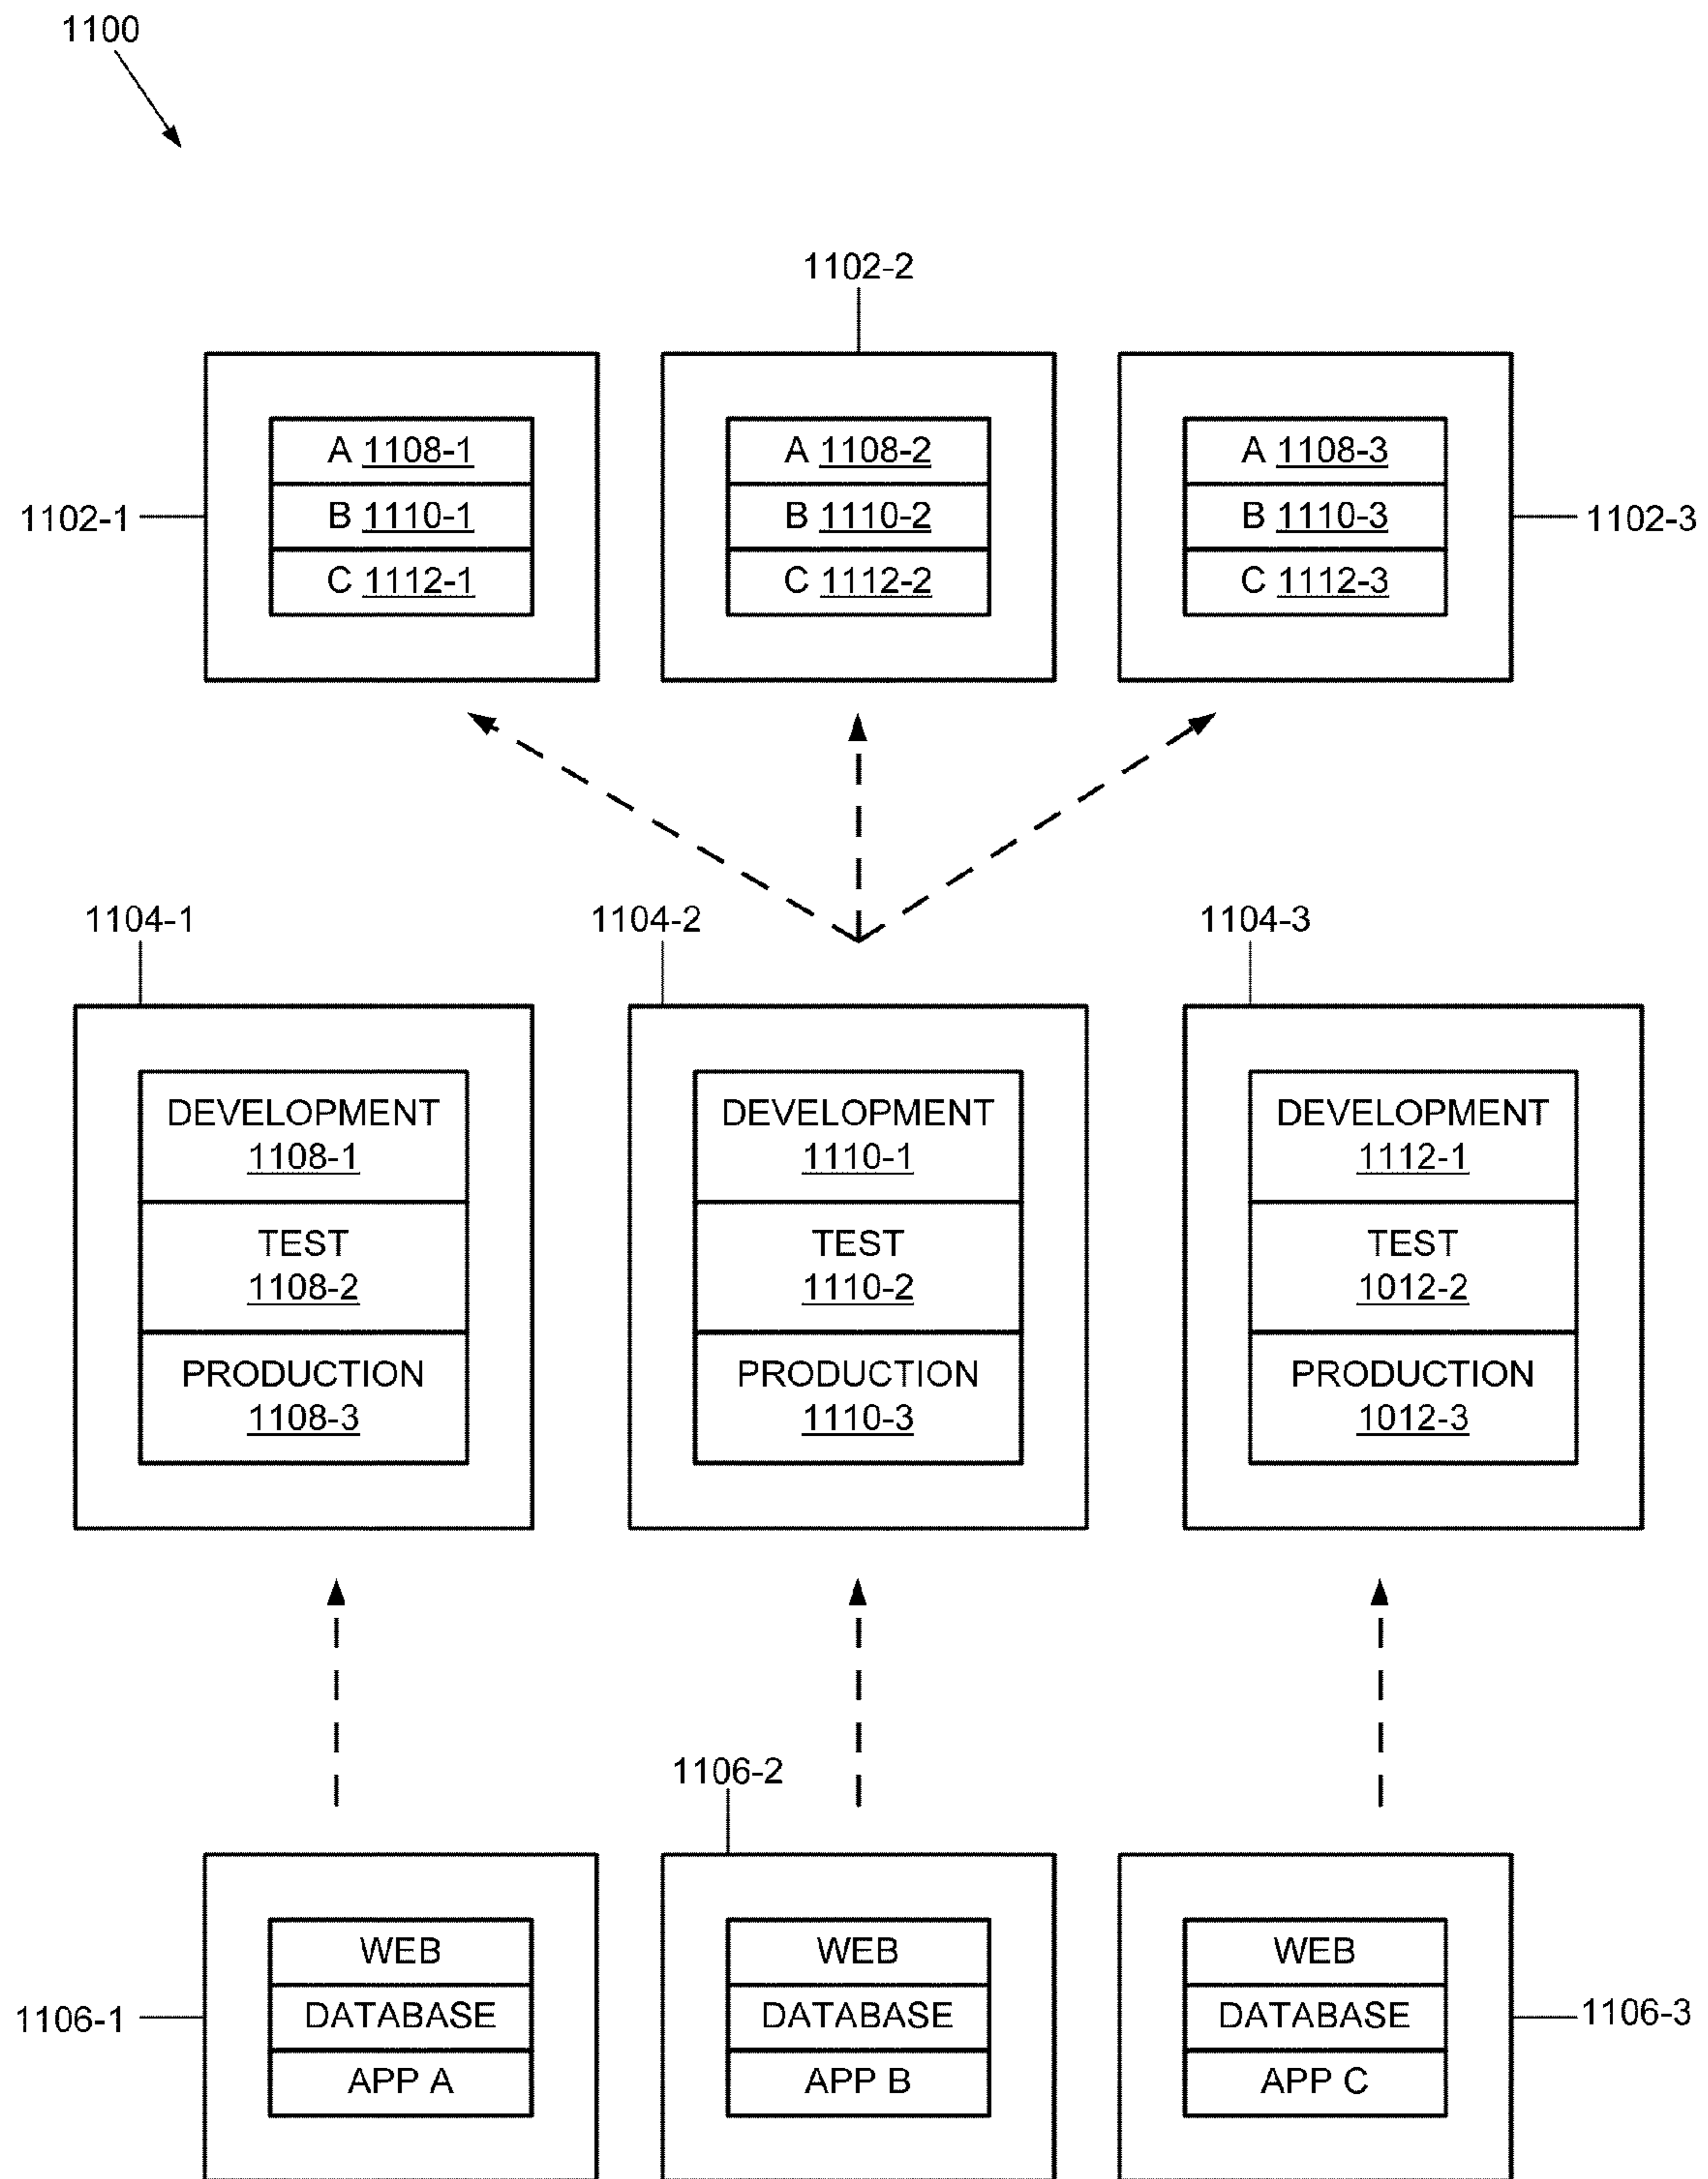 1100
1102-2
A 1108-1
B 1110-1
C 1112-1
A 1108-2
B 1110-2
C 1112-2
A 1108-3
B 1110-3
C 1112-3
1102-1
1102-3
1104-1
1104-2
1104-3
DEVELOPMENT
1108-1
TEST
1108-2
PRODUCTION
1108-3
DEVELOPMENT
1110-1
TEST
1110-2
PRODUCTION
1110-3
DEVELOPMENT
1112-1
TEST
1012-2
PRODUCTION
1012-3
1106-2
WEB
DATABASE
APP A
WEB
DATABASE
APP B
WEB
DATABASE
APP C
1106-1
1106-3